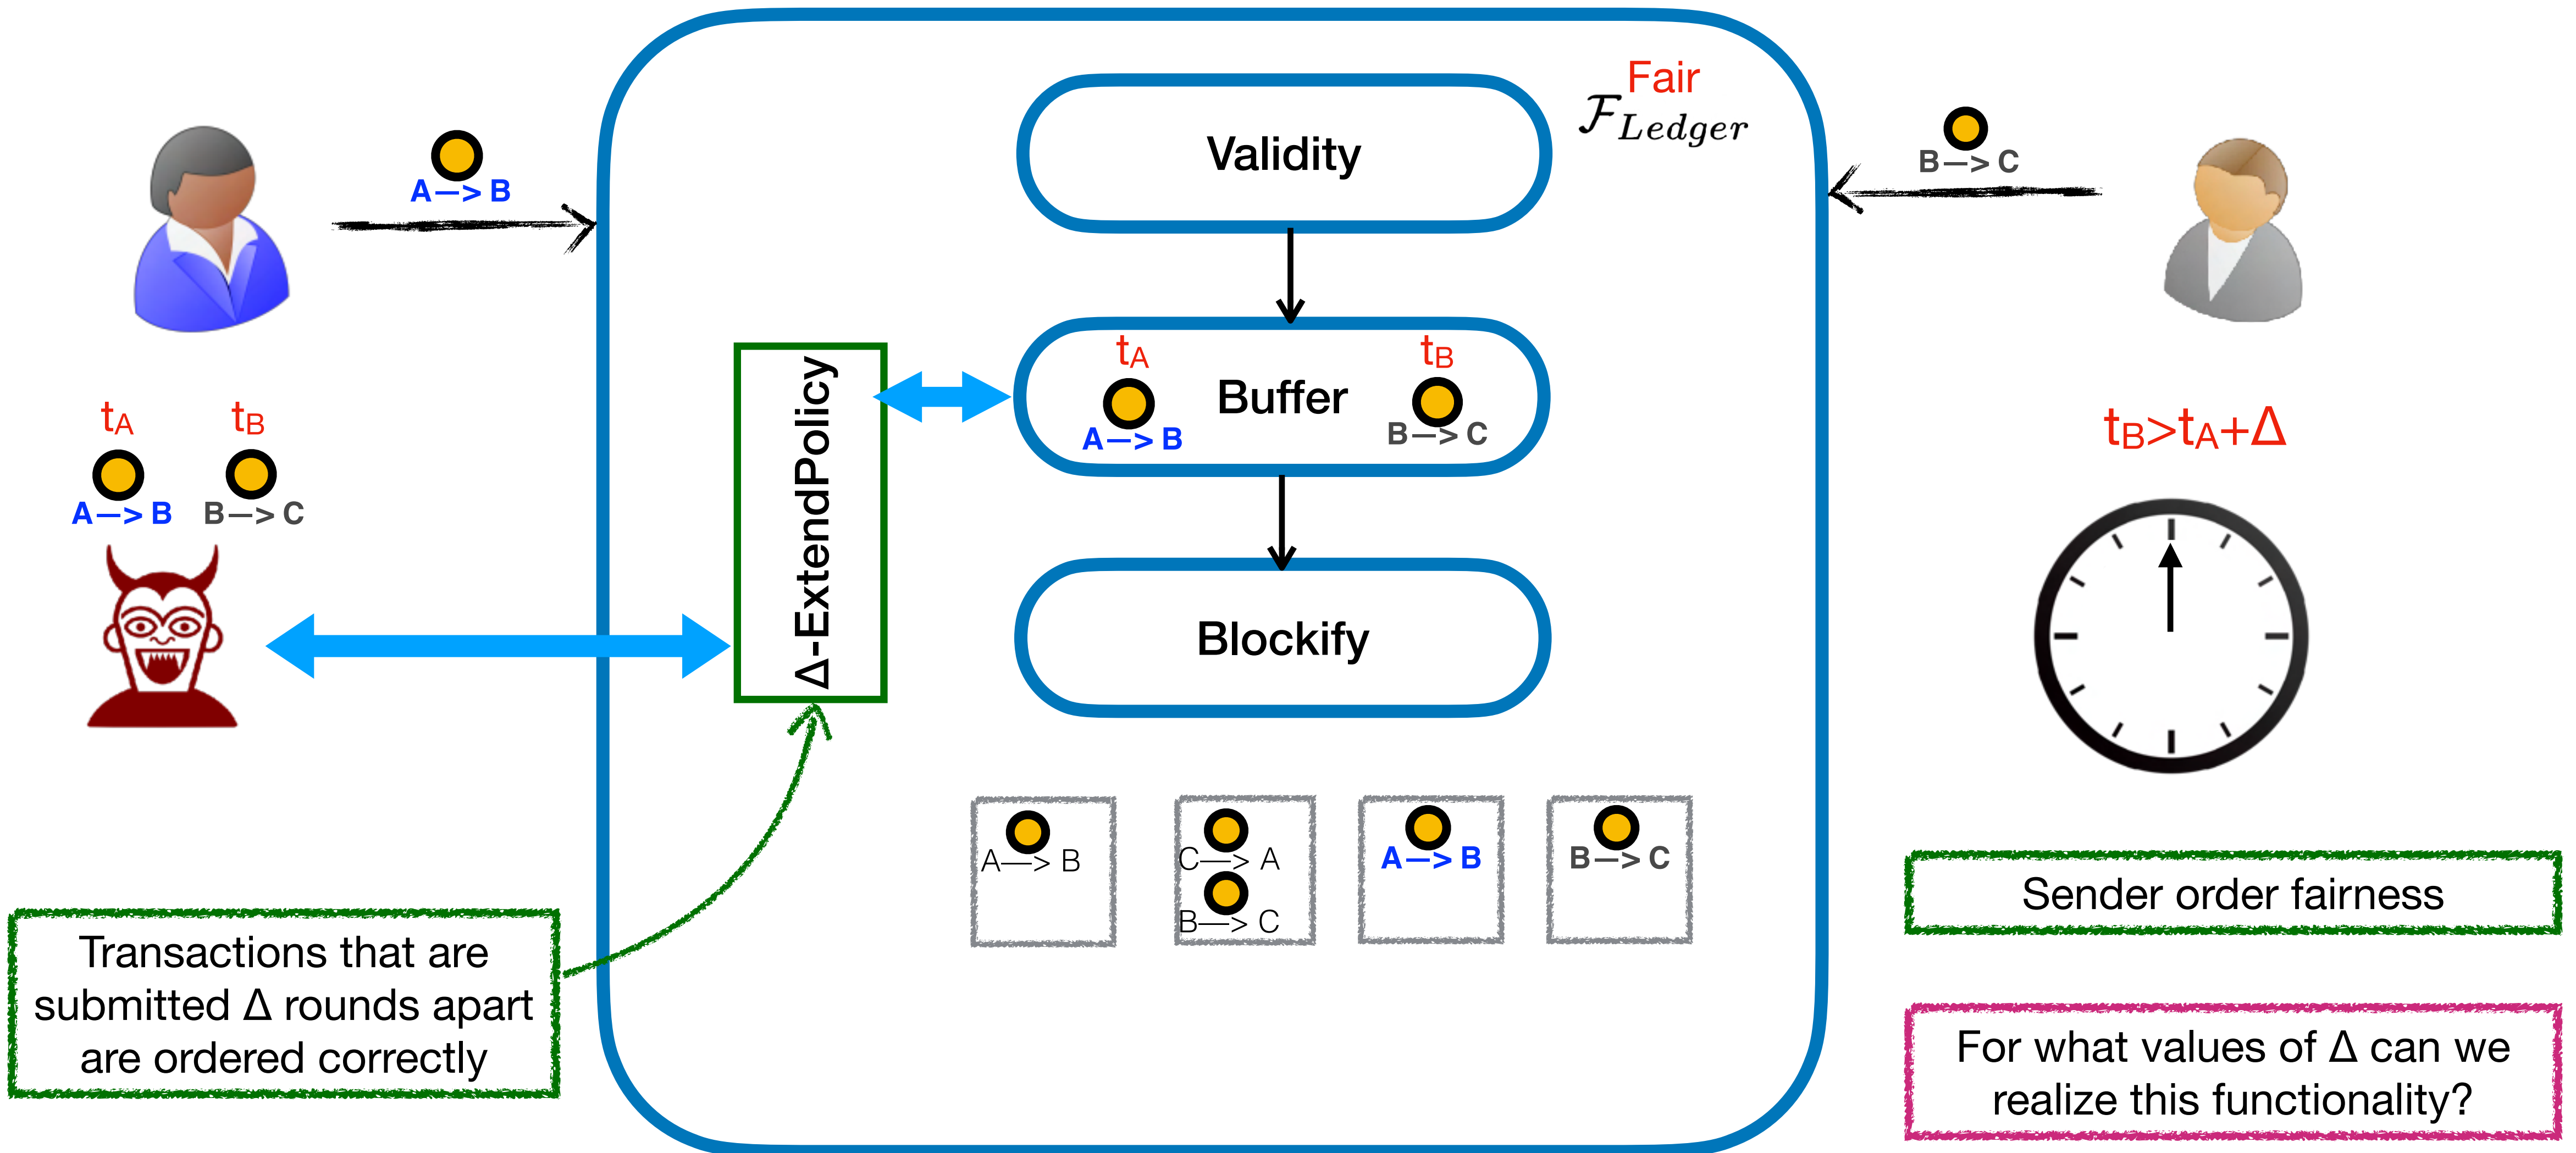 Fair
F_Ledger
Validity
A—> B
B—> C
tA
tB
Buffer
A—> B
B—> C
Δ-ExtendPolicy
tA
tB
A—> B
B—> C
tB>tA+Δ
Blockify
A—> B
C—> A
B—> C
A—> B
B—> C
Transactions that are
submitted Δ rounds apart
are ordered correctly
Sender order fairness
For what values of Δ can we
realize this functionality?